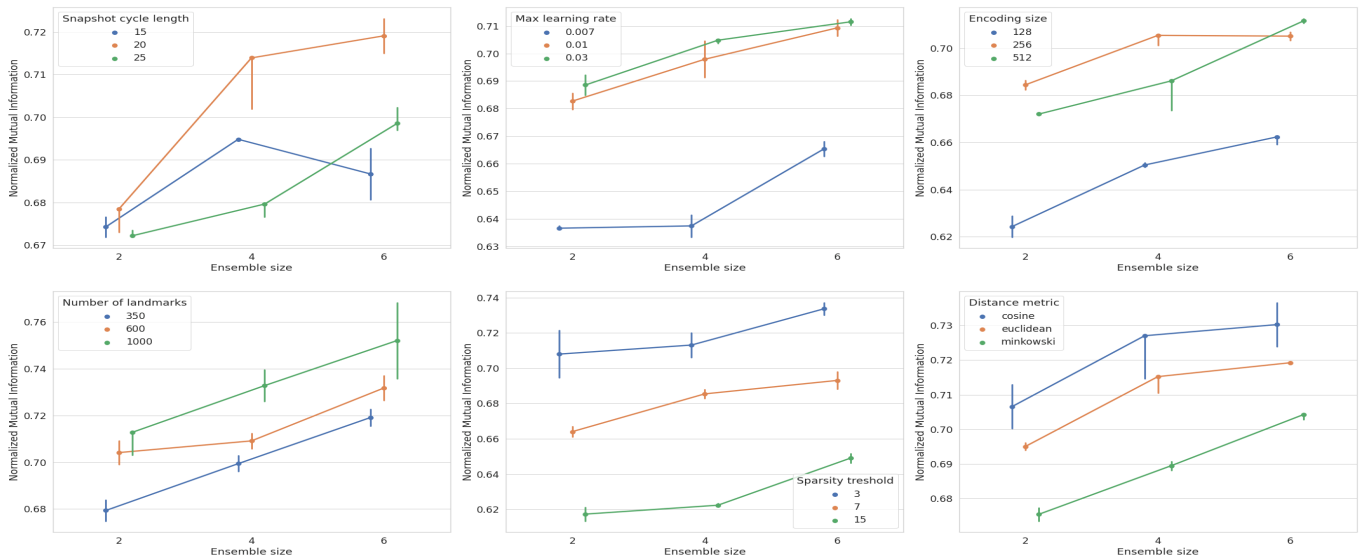 Snapshot cycle length
15
20
25
0.72
0.71
0.70
0.69
0.68
0.67
Normalized Mutual Information
2 4 6
Ensemble size
Max learning rate
0.007
0.01
0.03
0.71
0.70
0.69
0.68
0.67
0.66
0.65
0.64
0.63
Normalized Mutual Information
2 4 6
Ensemble size
Encoding size
128
256
512
0.70
0.68
0.66
0.64
0.62
Normalized Mutual Information
2 4 6
Ensemble size
Number of landmarks
350
600
1000
0.76
0.74
0.72
0.70
0.68
Normalized Mutual Information
2 4 6
Ensemble size
0.74
0.72
0.70
0.68
0.66
0.64
0.62
Normalized Mutual Information
Sparsity treshold
3
7
15
2 4 6
Ensemble size
Distance metric
cosine
euclidean
minkowski
0.73
0.72
0.71
0.70
0.69
0.68
Normalized Mutual Information
2 4 6
Ensemble size